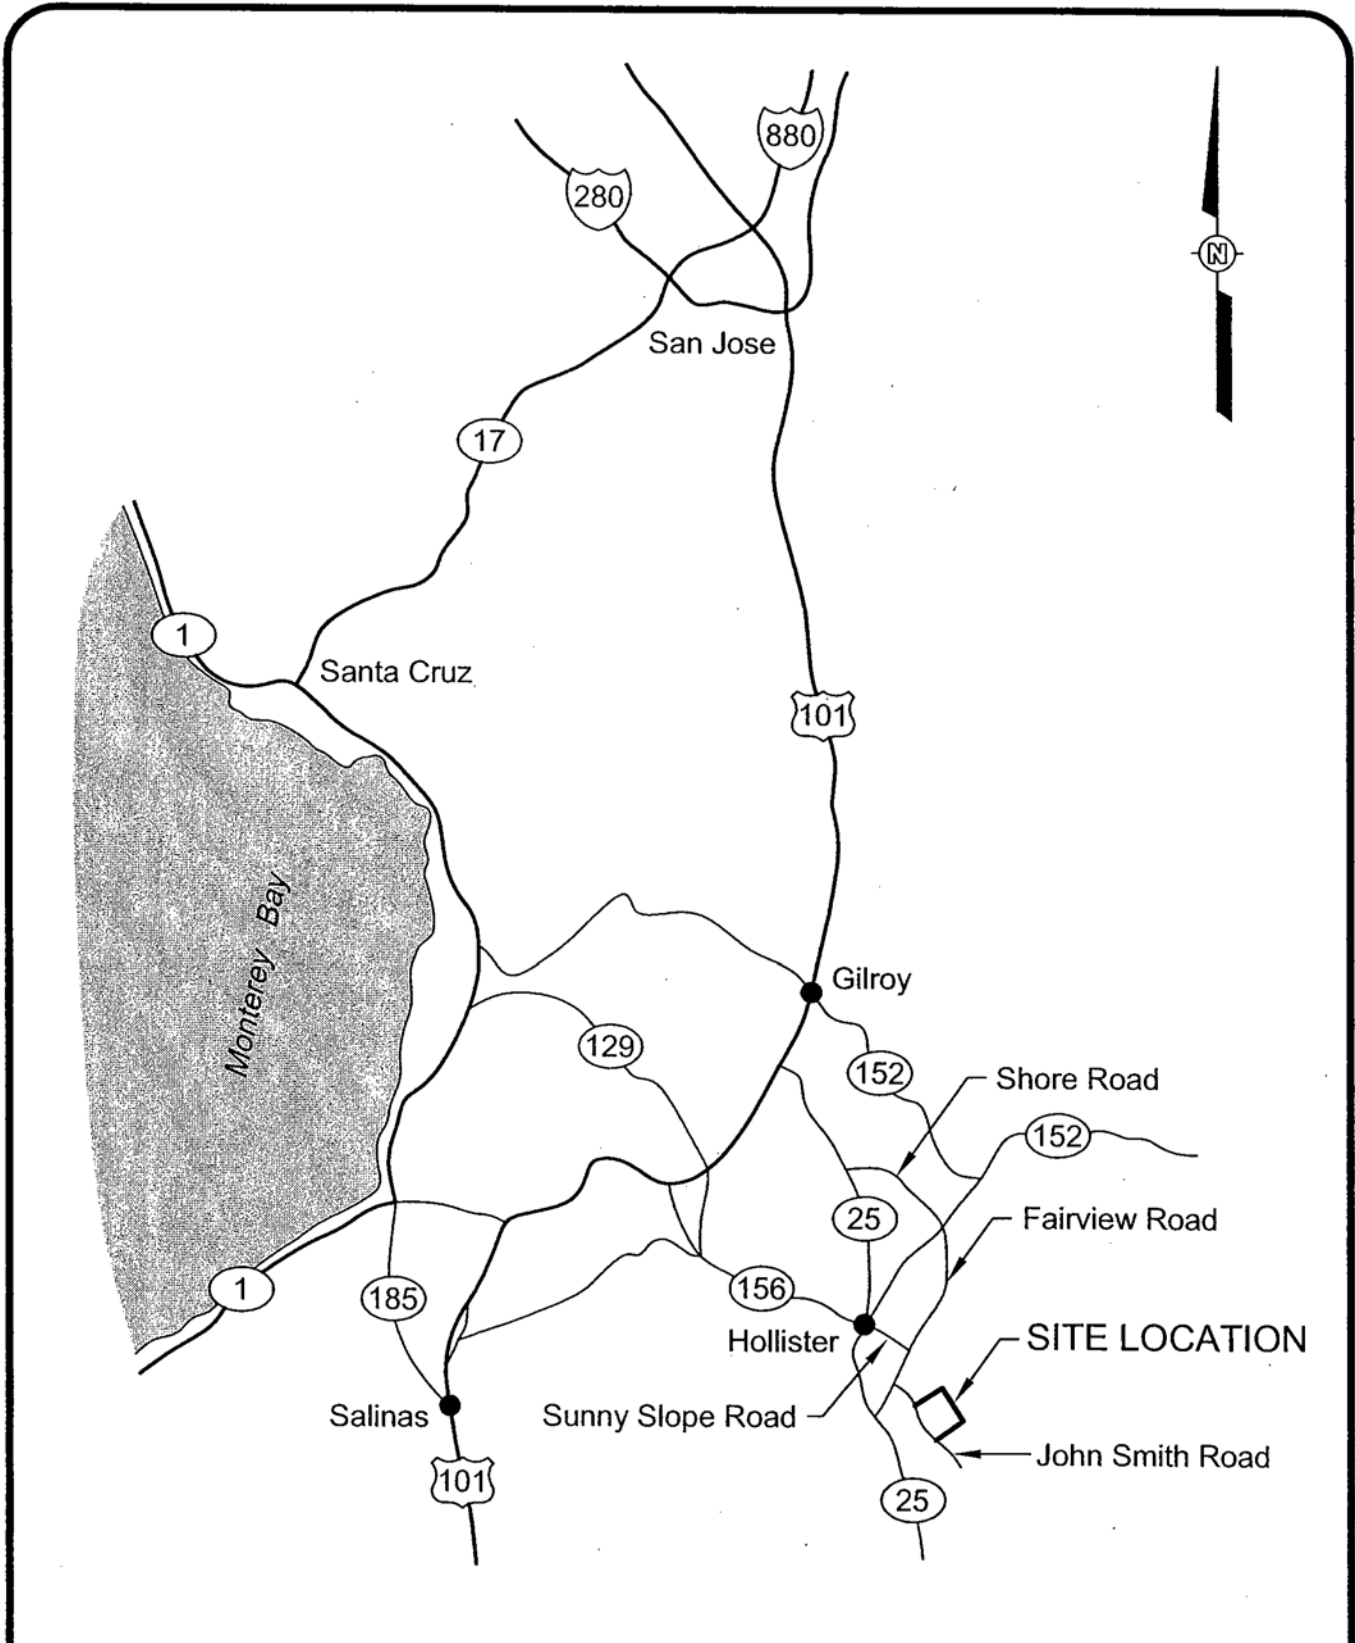 880
280
N
San Jose
17
1
Santa Cruz
101
Monterey Bay
Gilroy
129
152
Shore Road
152
25
Fairview Road
1
185
156
Hollister
SITE LOCATION
Salinas
Sunny Slope Road
John Smith Road
101
25